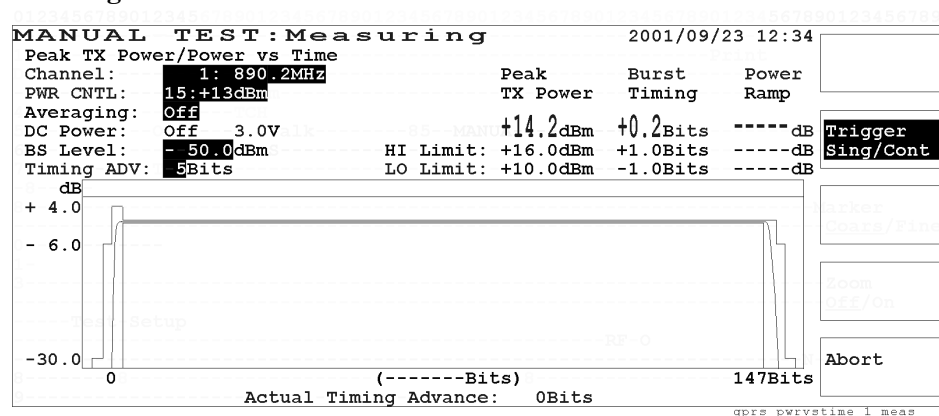 MANUAL TEST:Measuring 2001/09/23 12:34
Peak TX Power/Power vs Time
Channel: 1: 890.2MHz Peak Burst Power
PWR CNTL: 15:+13dBm TX Power Timing Ramp
Averaging: Off
DC Power: Off 3.0V +14.2dBm +0.2Bits -----dB
BS Level: - 50.0dBm HI Limit: +16.0dBm +1.0Bits -----dB
Timing ADV: 5Bits LO Limit: +10.0dBm -1.0Bits -----dB
Trigger
Sing/Cont
dB
+ 4.0
Marker
Coars/Fine
- 6.0
Zoom
Off/On
Test Setup
RF O
-30.0
Abort
0 (-------Bits) 147Bits
Actual Timing Advance: 0Bits
gprs pwrvstime 1 meas